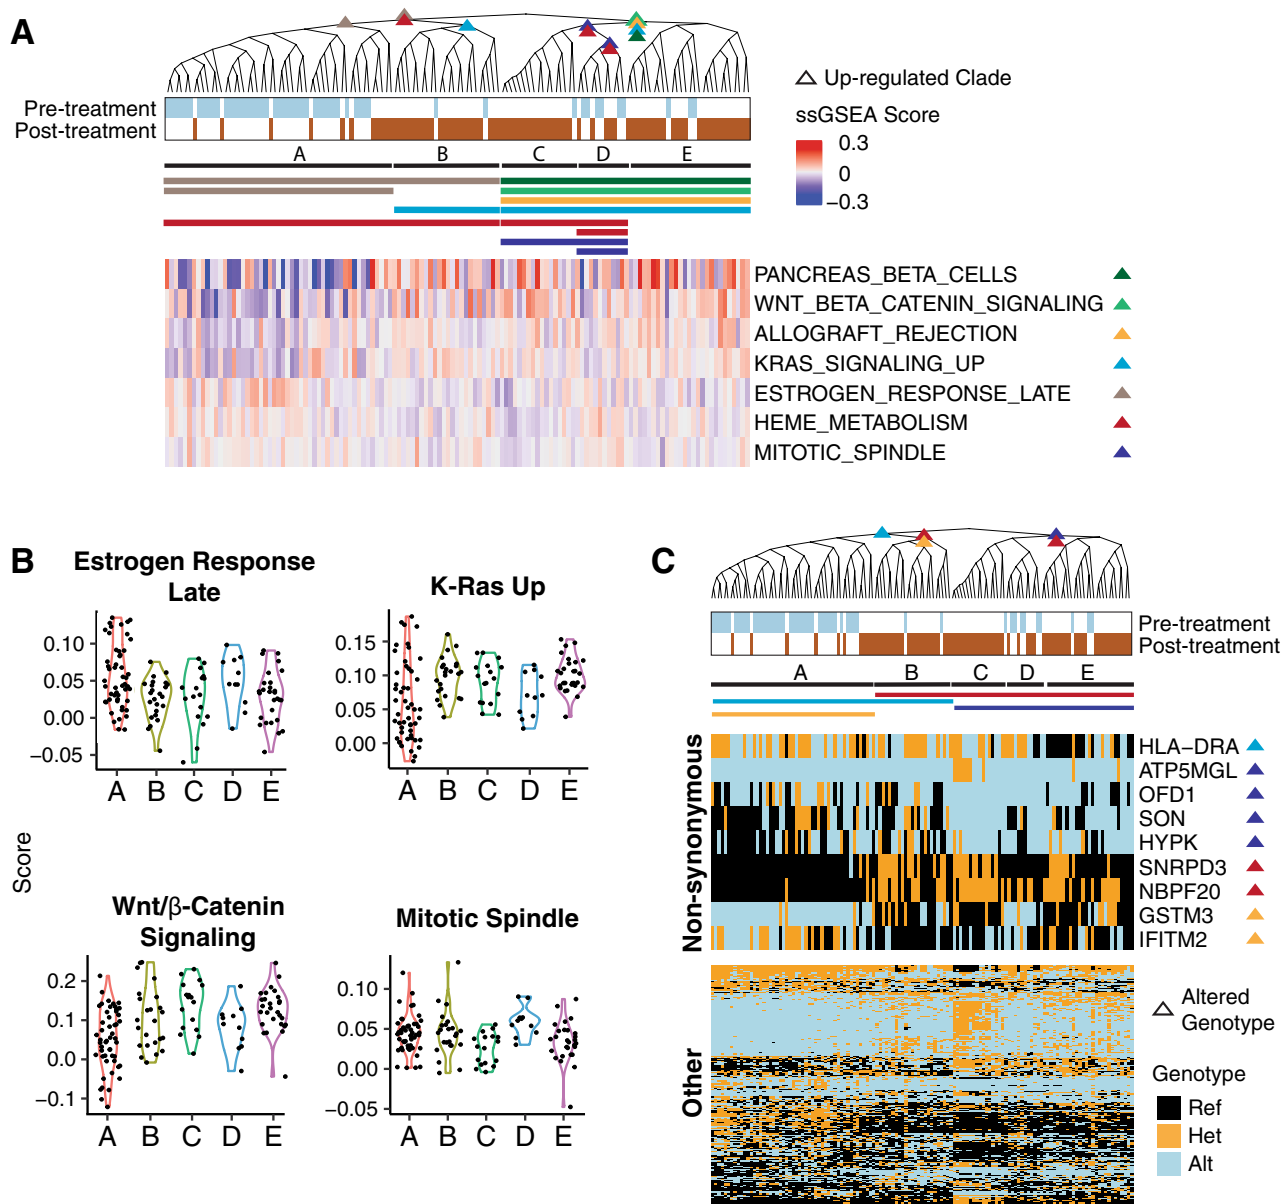 A
Up-regulated Clade
ssGSEA Score
0.3
0
−0.3
Pre-treatment
Post-treatment
A B C D E
PANCREAS_BETA_CELLS
WNT_BETA_CATENIN_SIGNALING
ALLOGRAFT_REJECTION
KRAS_SIGNALING_UP
ESTROGEN_RESPONSE_LATE
HEME_METABOLISM
MITOTIC_SPINDLE
B
Score
Estrogen Response
Late
0.10
0.05
0.00
−0.05
A B C D E
K-Ras Up
0.15
0.10
0.05
0.00
A B C D E
Wnt/β-Catenin
Signaling
0.2
0.1
0.0
−0.1
A B C D E
Mitotic Spindle
0.10
0.05
0.00
−0.05
A B C D E
C
Pre-treatment
Post-treatment
A B C D E
Non-synonymous
HLA−DRA
ATP5MGL
OFD1
SON
HYPK
SNRPD3
NBPF20
GSTM3
IFITM2
Other
Altered
Genotype
Genotype
Ref
Het
Alt